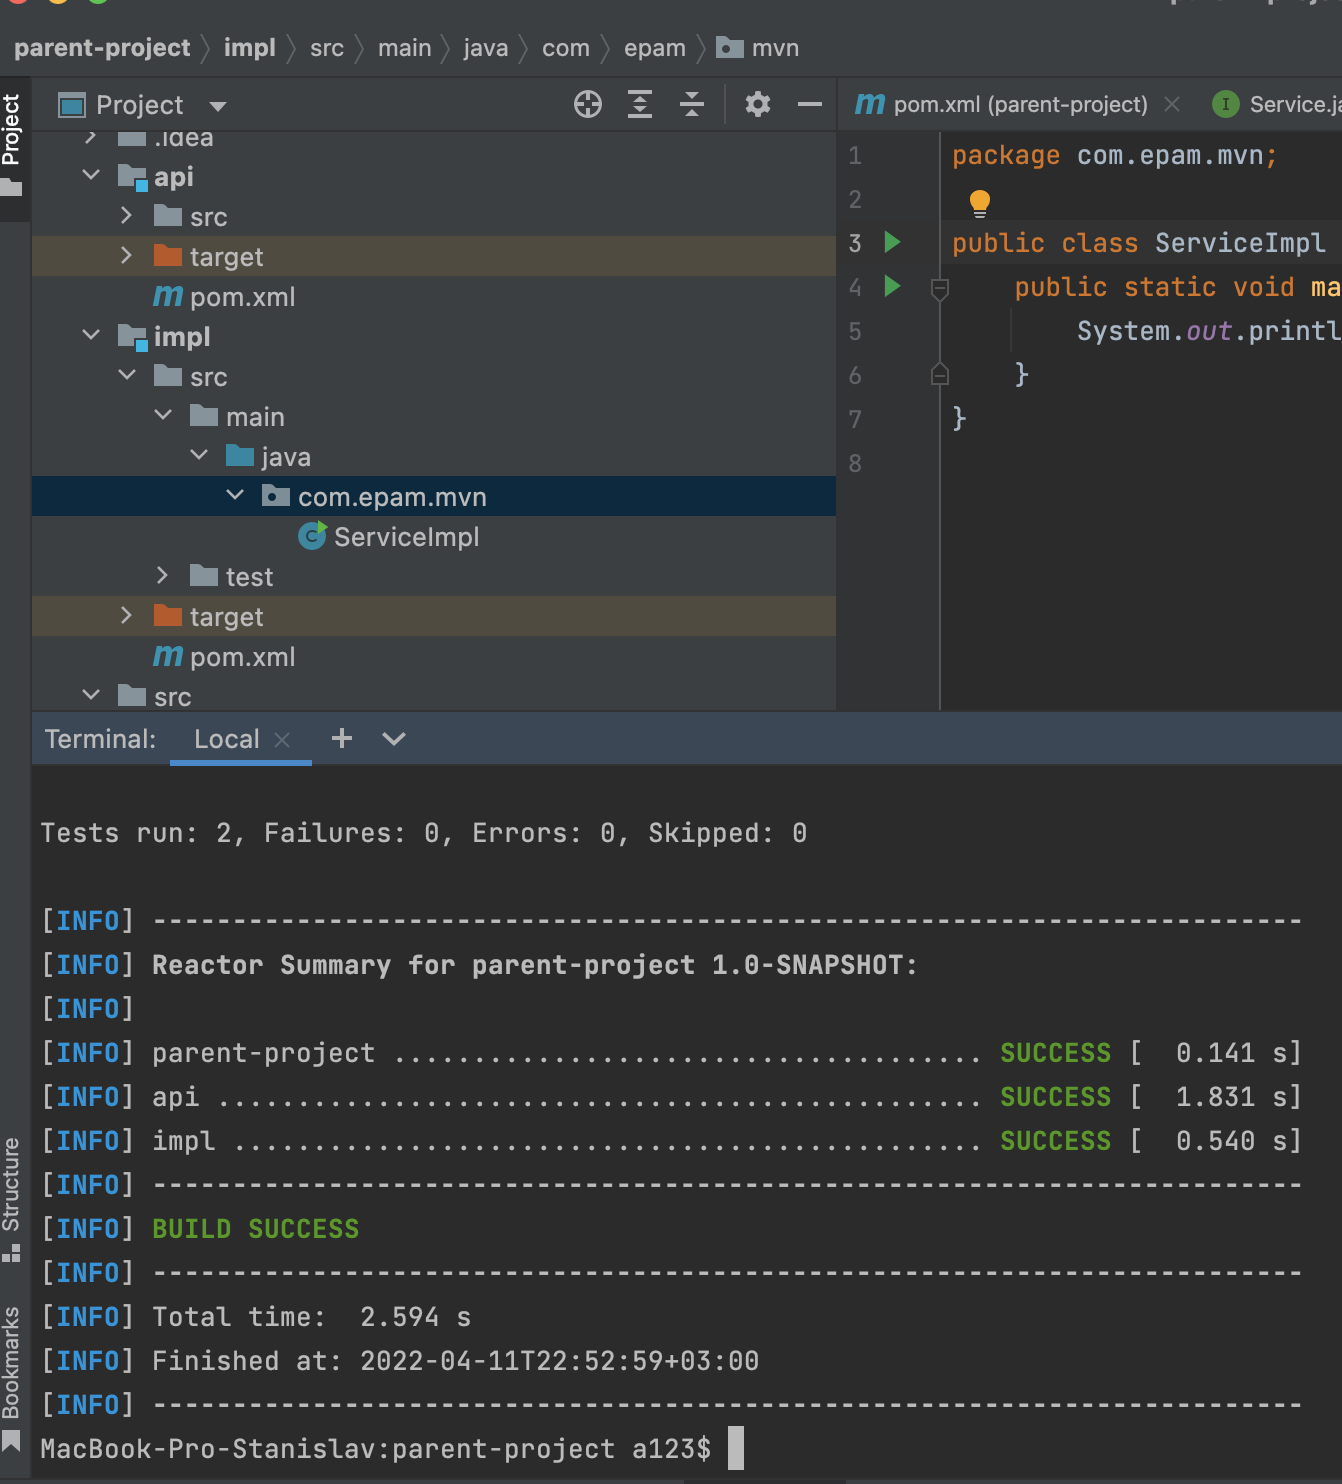 parent-project impl src main java com epam mvn
Project
Project
pom.xml (parent-project)
.idea
api
src
target
pom.xml
impl
src
main
java
com.epam.mvn
ServiceImpl
test
target
pom.xml
src
1 package com.epam.mvn;
2
3 public class ServiceImpl
4 public static void
5 System.out.
6 }
7 }
8
Terminal: Local
Tests run: 2, Failures: 0, Errors: 0, Skipped: 0
[INFO] ------------------------------------------------------------------------
[INFO] Reactor Summary for parent-project 1.0-SNAPSHOT:
[INFO]
[INFO] parent-project ..................................... SUCCESS [  0.141 s]
[INFO] api ................................................ SUCCESS [  1.831 s]
[INFO] impl ............................................... SUCCESS [  0.540 s]
[INFO] ------------------------------------------------------------------------
[INFO] BUILD SUCCESS
[INFO] ------------------------------------------------------------------------
[INFO] Total time:  2.594 s
[INFO] Finished at: 2022-04-11T22:52:59+03:00
[INFO] ------------------------------------------------------------------------
MacBook-Pro-Stanislav:parent-project a123$
Structure
Bookmarks